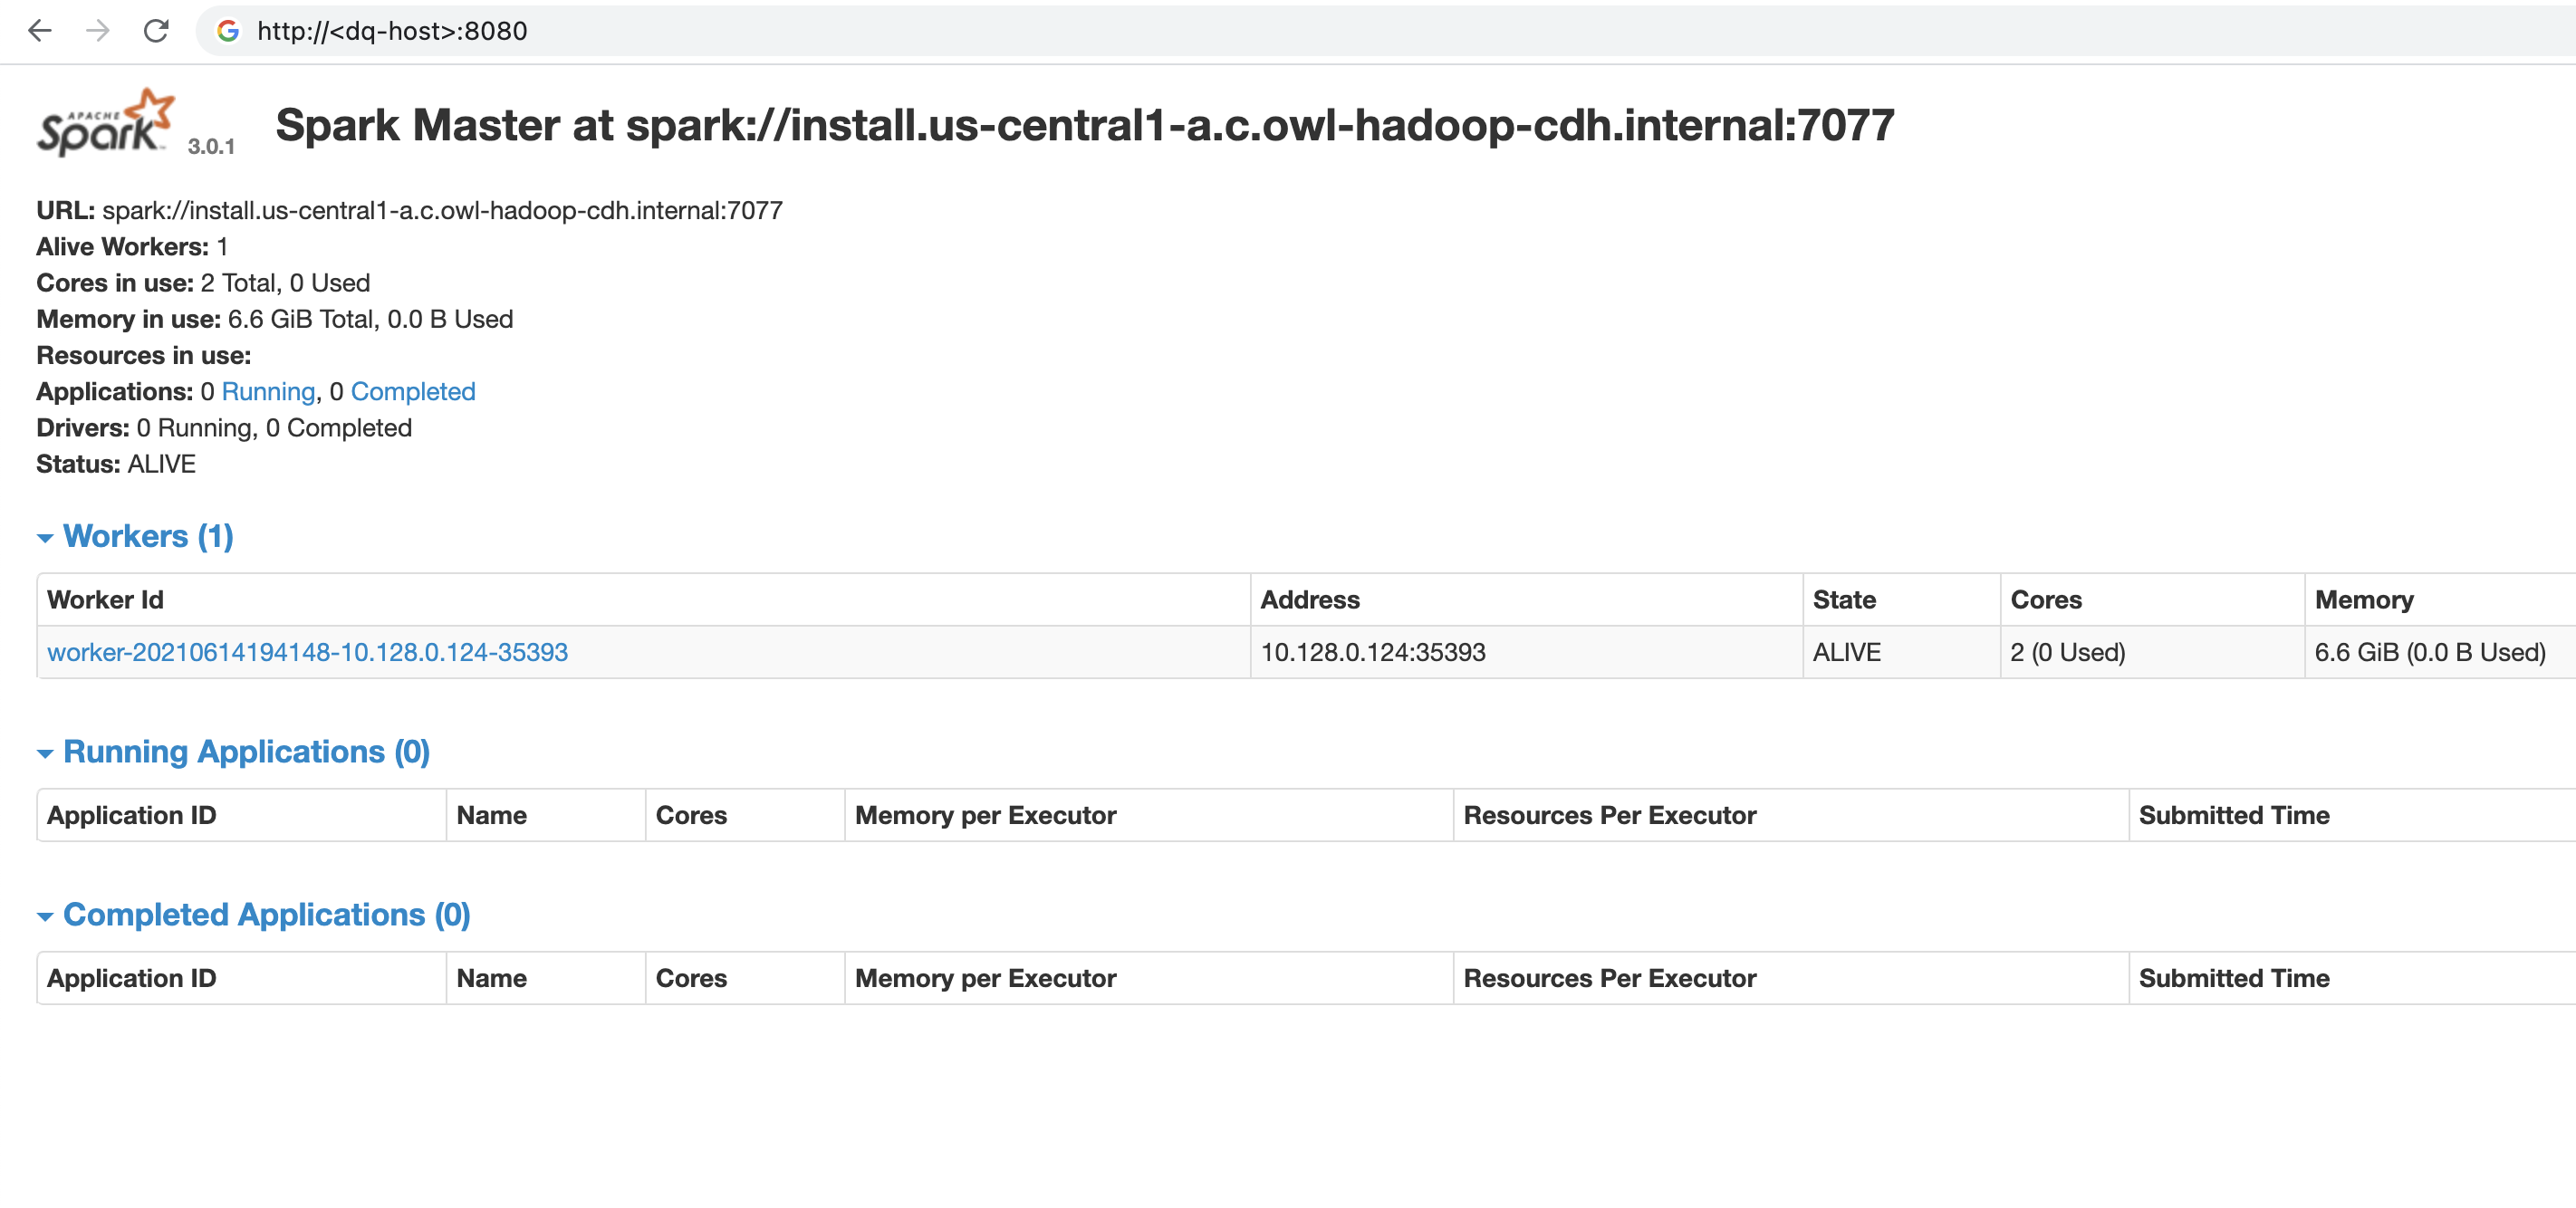 http://<dq-host>:8080
APACHE
Spark 3.0.1 Spark Master at spark://install.us-central1-a.c.owl-hadoop-cdh.internal:7077
URL: spark://install.us-central1-a.c.owl-hadoop-cdh.internal:7077
Alive Workers: 1
Cores in use: 2 Total, 0 Used
Memory in use: 6.6 GiB Total, 0.0 B Used
Resources in use:
Applications: 0 Running, 0 Completed
Drivers: 0 Running, 0 Completed
Status: ALIVE
Workers (1)
Worker Id Address State Cores Memory
worker-20210614194148-10.128.0.124-35393 10.128.0.124:35393 ALIVE 2 (0 Used) 6.6 GiB (0.0 B Used)
Running Applications (0)
Application ID Name Cores Memory per Executor Resources Per Executor Submitted Time
Completed Applications (0)
Application ID Name Cores Memory per Executor Resources Per Executor Submitted Time